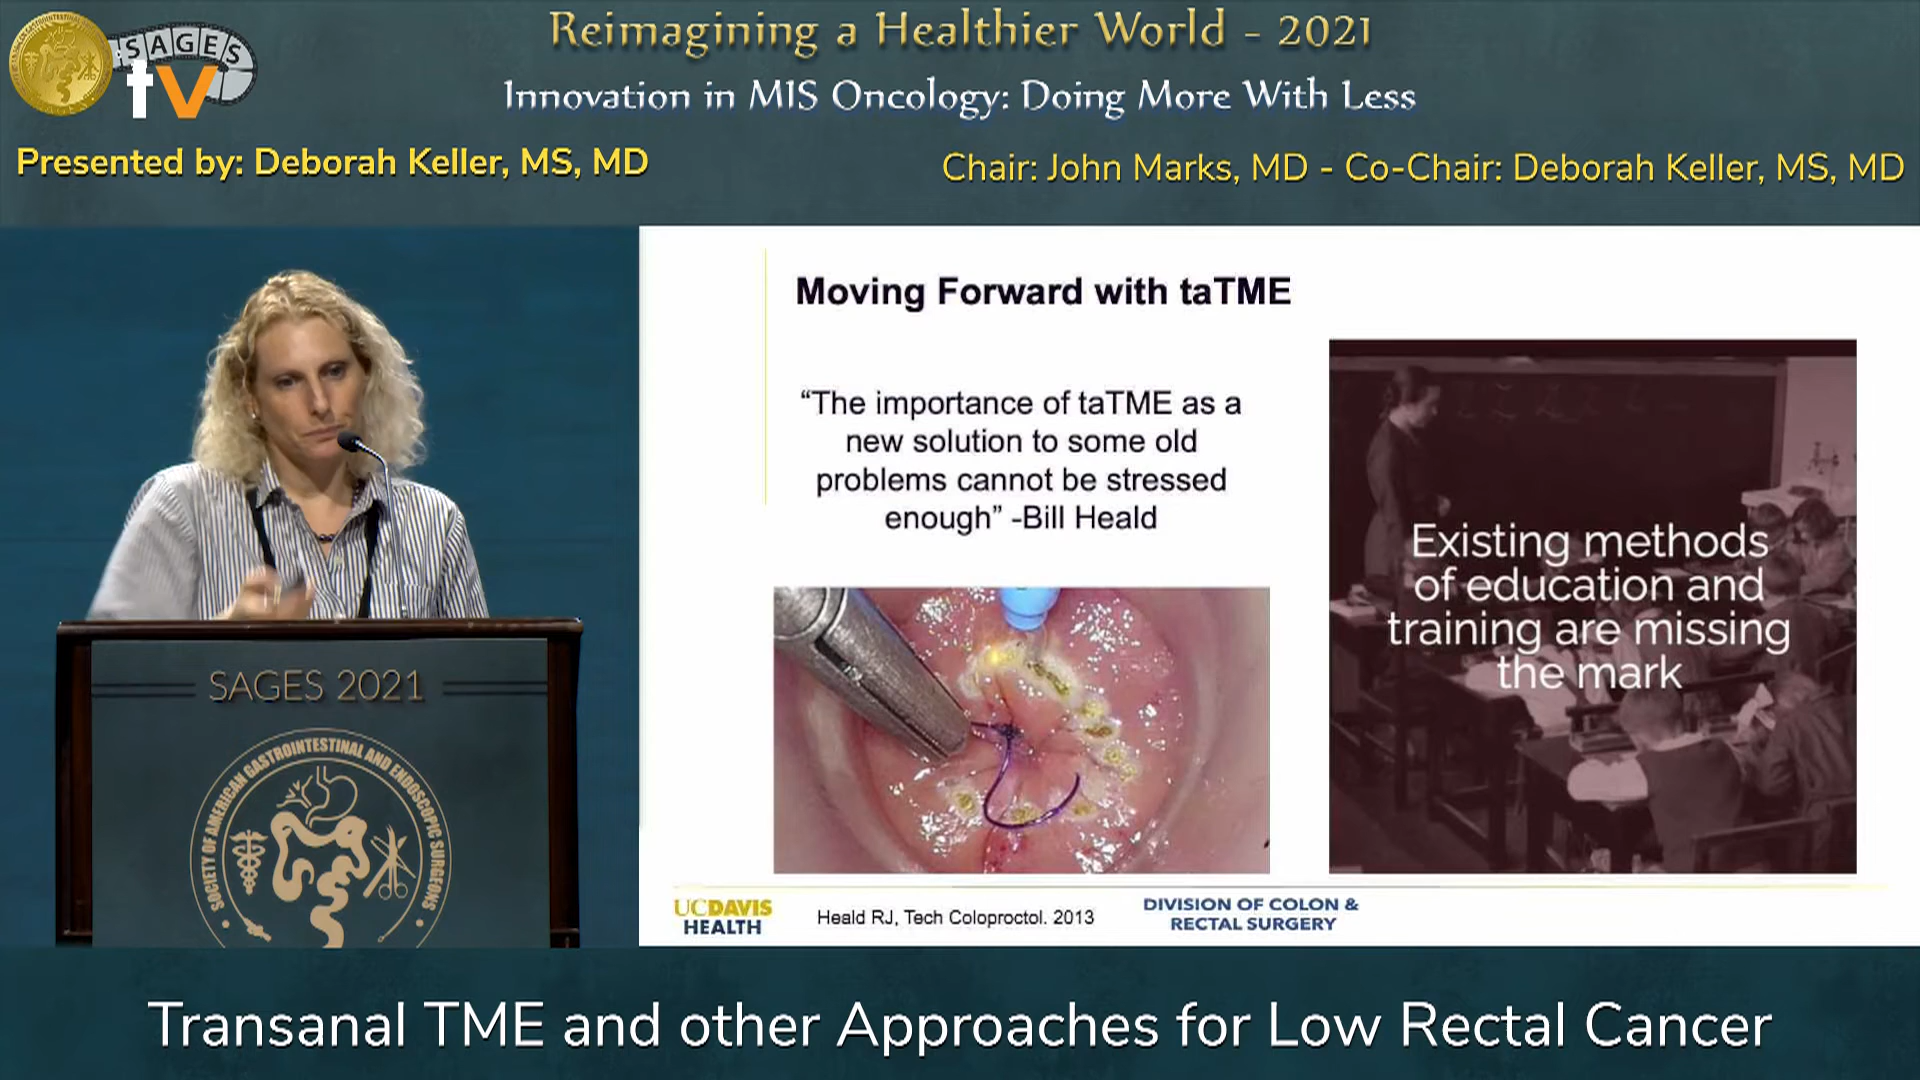 Reimagining a Healthier World - 2021
SAGES
tv
Innovation in MIS Oncology: Doing More With Less
Presented by: Deborah Keller, MS, MD
Chair: John Marks, MD - Co-Chair: Deborah Keller, MS, MD
Moving Forward with taTME
“The importance of taTME as a
new solution to some old
problems cannot be stressed
enough” -Bill Heald
Existing methods
of education and
training are missing
the mark
SAGES 2021
SOCIETY OF AMERICAN GASTROINTESTINAL AND ENDOSCOPIC SURGEONS
UCDAVIS
HEALTH
Heald RJ, Tech Coloproctol. 2013
DIVISION OF COLON &
RECTAL SURGERY
Transanal TME and other Approaches for Low Rectal Cancer